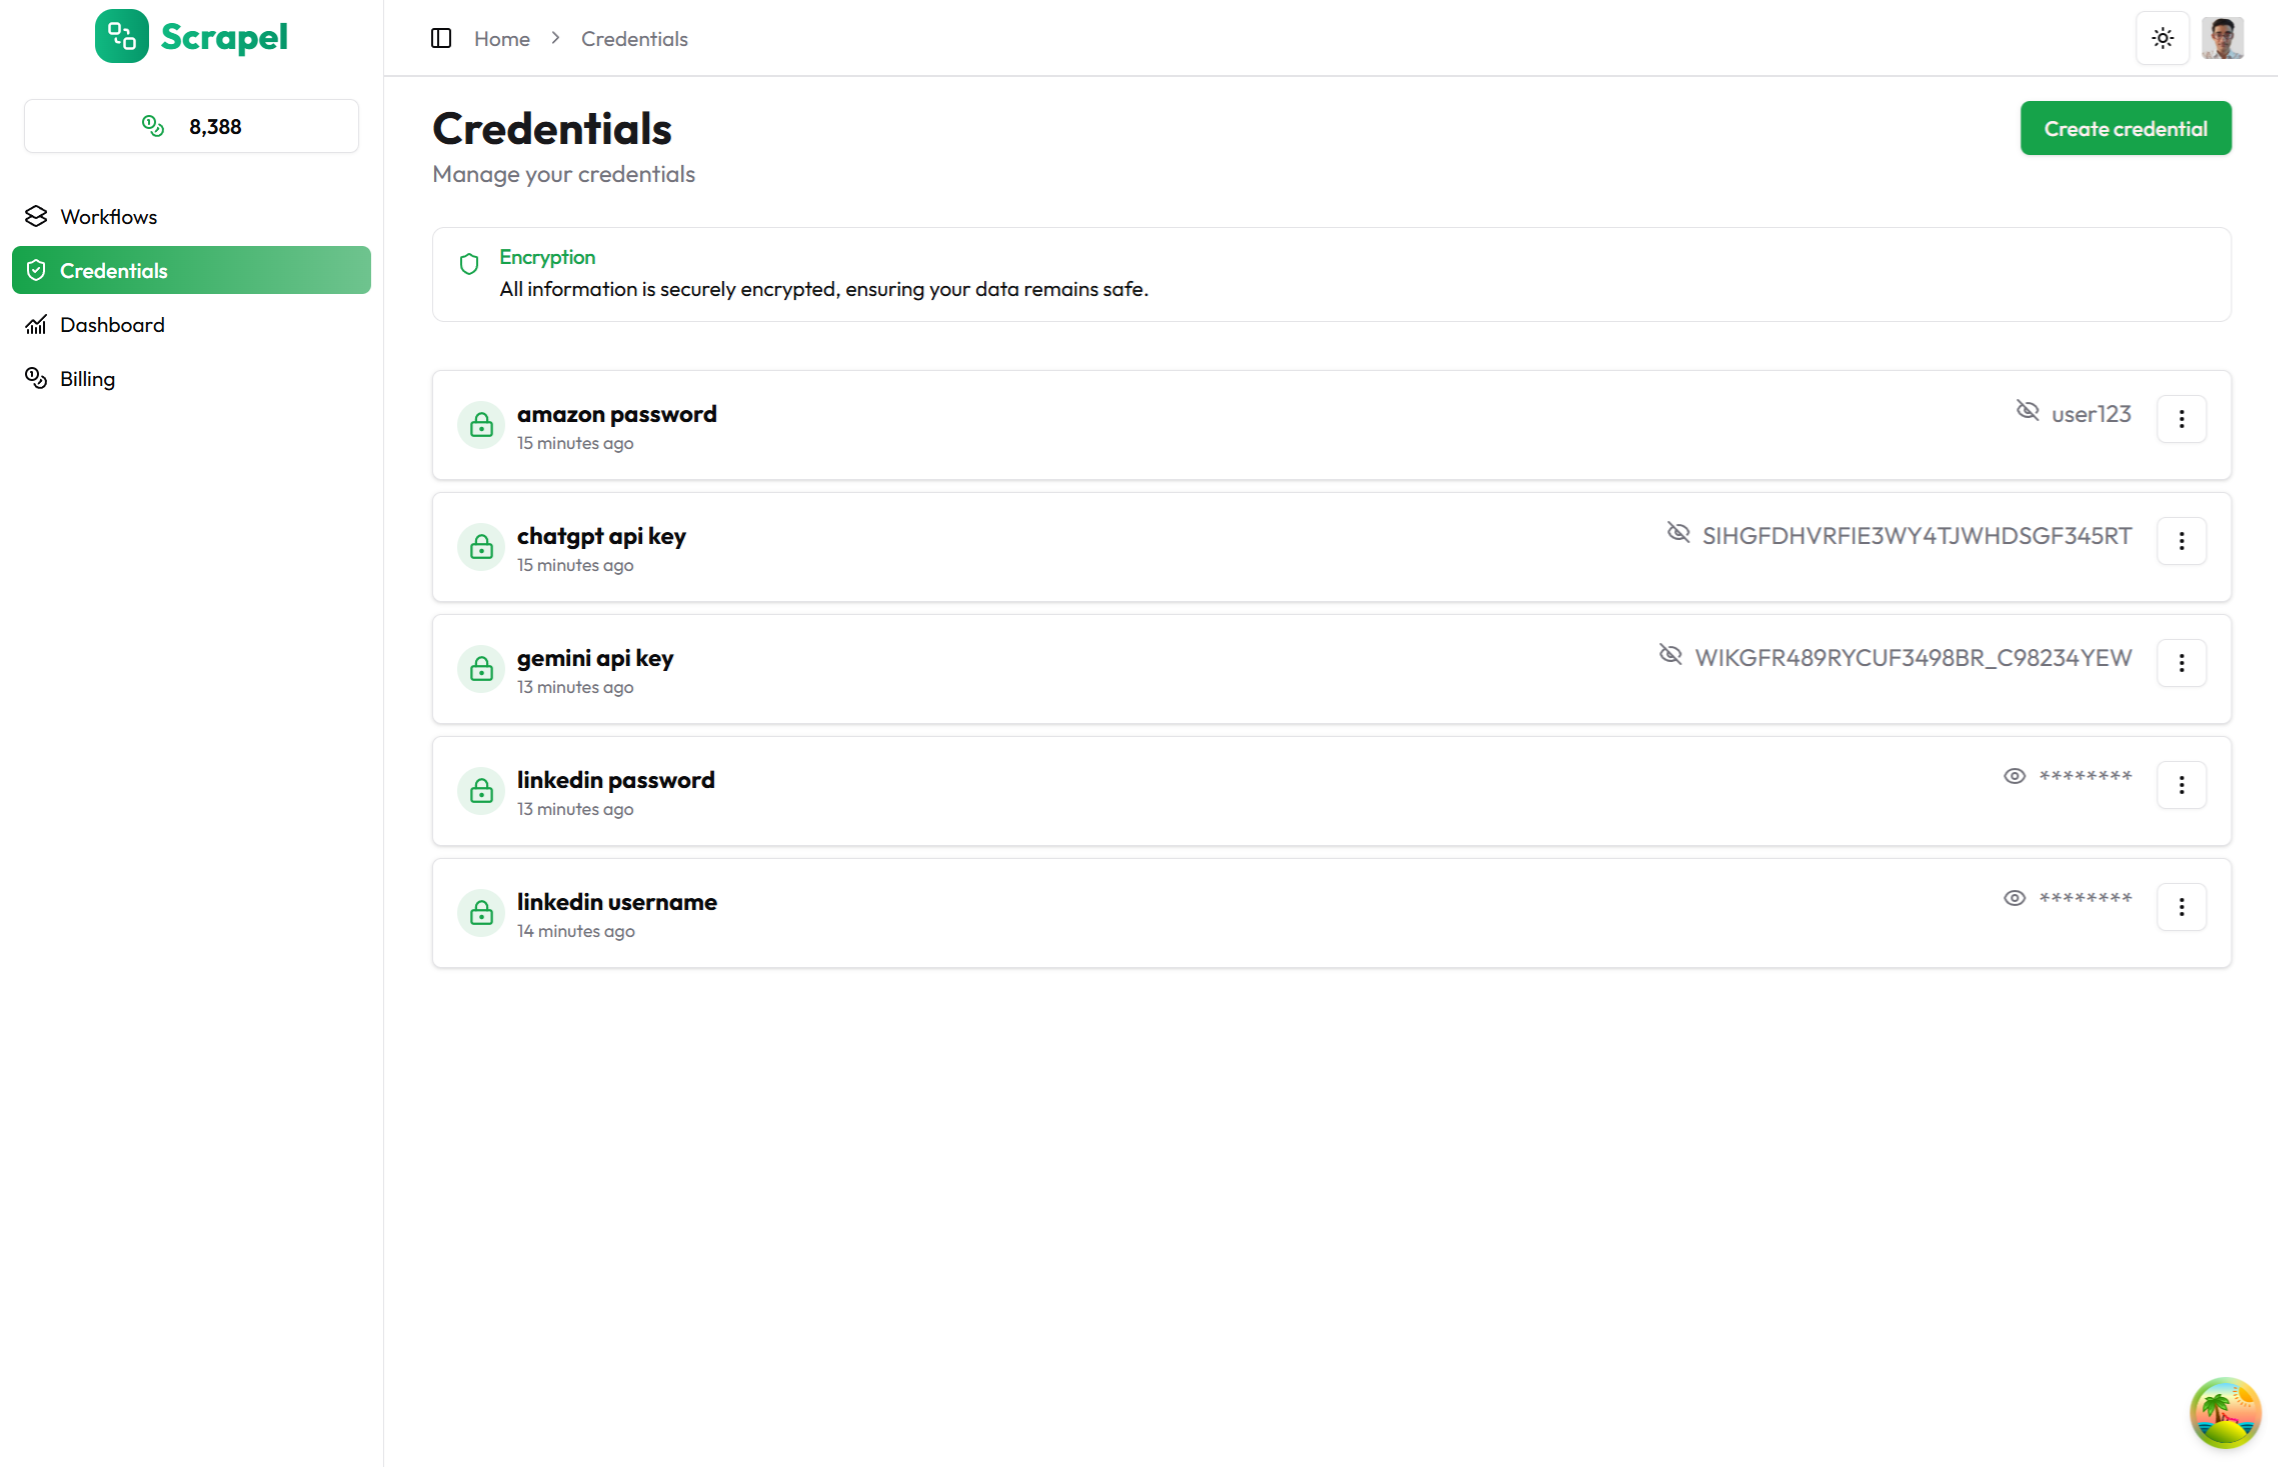 Scrapel
8,388
Workflows
Credentials
Dashboard
Billing
Home > Credentials
Credentials
Manage your credentials
Create credential
Encryption
All information is securely encrypted, ensuring your data remains safe.
amazon password
15 minutes ago
user123
chatgpt api key
15 minutes ago
SIHGFDHVRFIE3WY4TJWHDSGF345RT
gemini api key
13 minutes ago
WIKGFR489RYCUF3498BR_C98234YEW
linkedin password
13 minutes ago
********
linkedin username
14 minutes ago
********